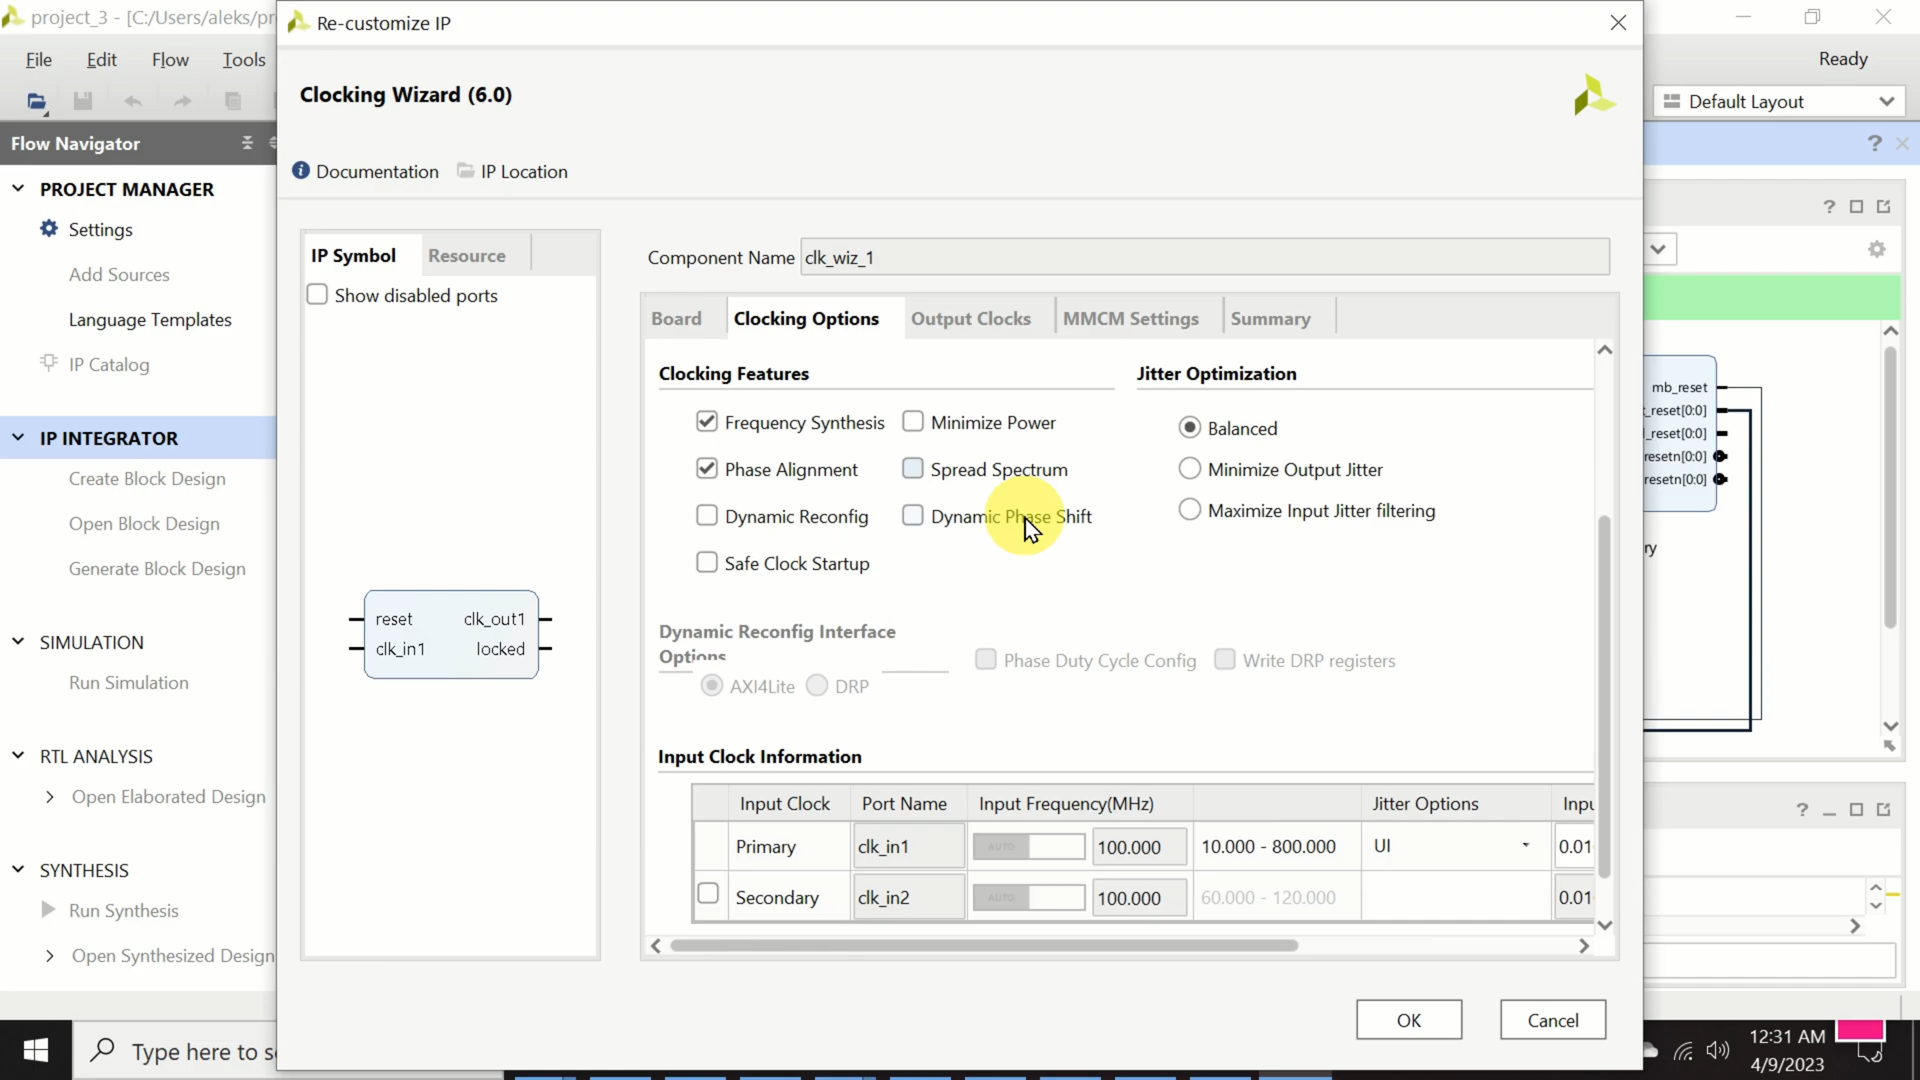 project_3 - [C:/Users/aleks/pr
Re-customize IP
File Edit Flow Tools
Ready
Clocking Wizard (6.0)
Default Layout
Flow Navigator
? 
Documentation IP Location
PROJECT MANAGER
Settings
Add Sources
Language Templates
IP Catalog
IP INTEGRATOR
Create Block Design
Open Block Design
Generate Block Design
SIMULATION
Run Simulation
RTL ANALYSIS
Open Elaborated Design
SYNTHESIS
Run Synthesis
Open Synthesized Design
IP Symbol Resource
Show disabled ports
reset clk_out1
clk_in1 locked
Component Name clk_wiz_1
Board Clocking Options Output Clocks MMCM Settings Summary
Clocking Features Jitter Optimization
Frequency Synthesis Minimize Power Balanced
Phase Alignment Spread Spectrum Minimize Output Jitter
Dynamic Reconfig Dynamic Phase Shift Maximize Input Jitter filtering
Safe Clock Startup
Dynamic Reconfig Interface
Options
Phase Duty Cycle Config Write DRP registers
AXI4Lite DRP
Input Clock Information
Input Clock Port Name Input Frequency(MHz) Jitter Options Inpu
Primary clk_in1 AUTO 100.000 10.000 - 800.000 UI 0.01
Secondary clk_in2 AUTO 100.000 60.000 - 120.000 0.01
OK Cancel
?
mb_reset
_reset[0:0]
l_reset[0:0]
resetn[0:0]
resetn[0:0]
ry
?
Type here to s
12:31 AM
4/9/2023